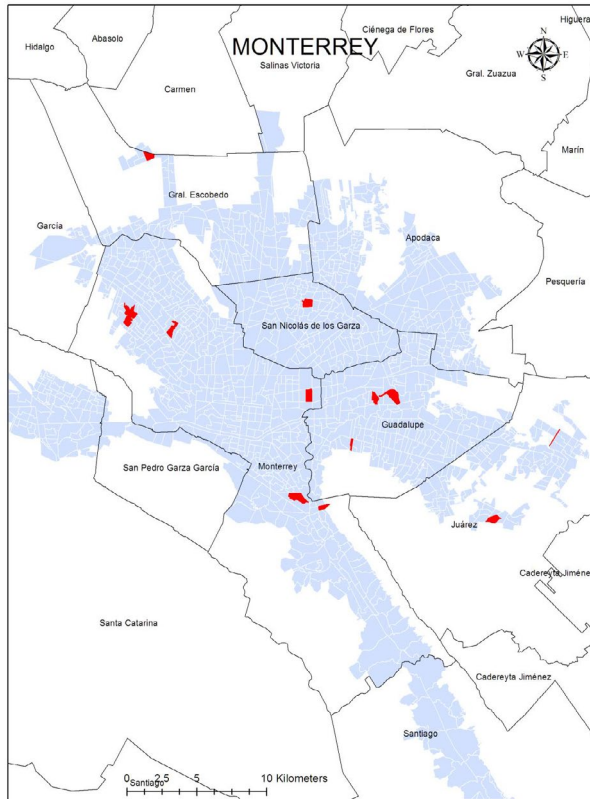 Higuera
Ciénega de Flores
Abasolo
Hidalgo
MONTERREY
Salinas Victoria
N
W E
S
Gral. Zuazua
Carmen
Marín
Gral. Escobedo
García
Apodaca
Pesquería
San Nicolás de los Garza
Guadalupe
San Pedro Garza García
Monterrey
Juárez
Cadereyta Jiméne
Santa Catarina
Cadereyta Jiménez
Santiago
0 2.5 5 10 Kilometers
Santiago